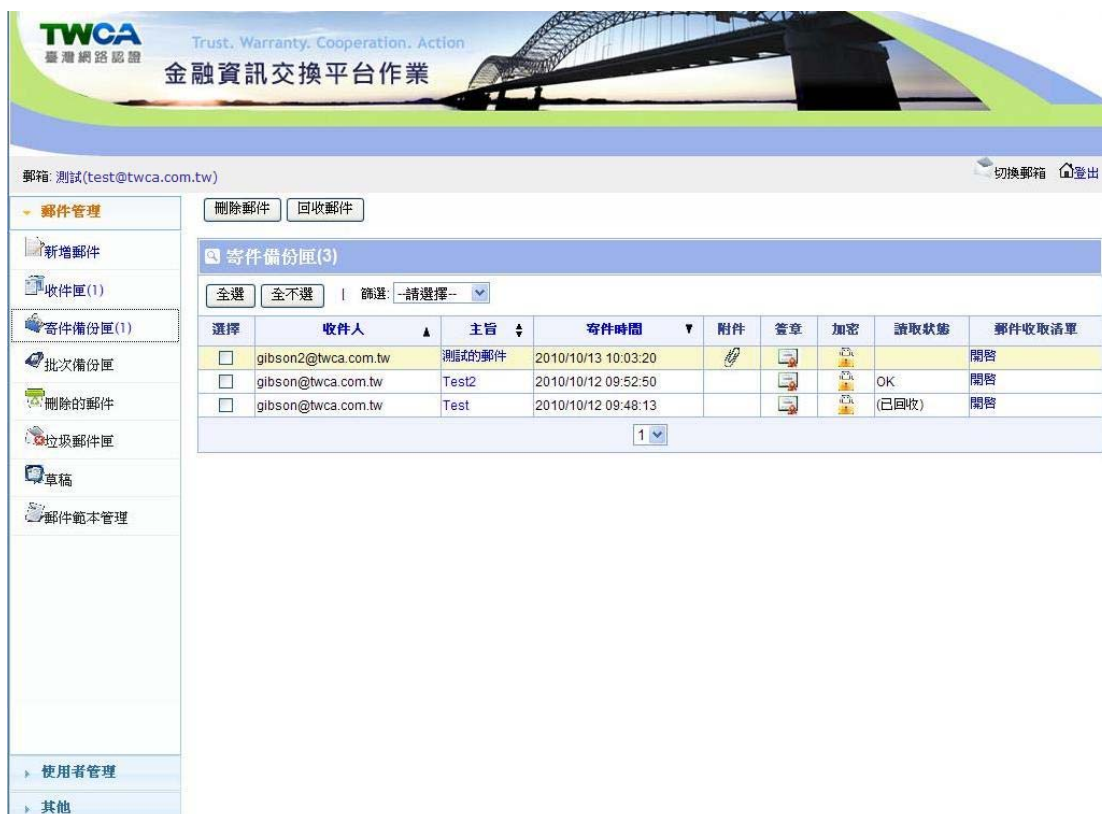 TWCA
臺灣網路認證
Trust. Warranty. Cooperation. Action
金融資訊交換平台作業
郵箱: 測試(test@twca.com.tw)
切換郵箱 登出
郵件管理
新增郵件
收件匣(1)
寄件備份匣(1)
批次備份匣
刪除的郵件
垃圾郵件匣
草稿
郵件範本管理
使用者管理
其他
刪除郵件 回收郵件
寄件備份匣(3)
全選 全不選 | 篩選: --請選擇--
選擇 收件人 ▲ 主旨 寄件時間 ▼ 附件 簽章 加密 讀取狀態 郵件收取清單
gibson2@twca.com.tw 測試的郵件 2010/10/13 10:03:20 開啓
gibson@twca.com.tw Test2 2010/10/12 09:52:50 OK 開啓
gibson@twca.com.tw Test 2010/10/12 09:48:13 (已回收) 開啓
1